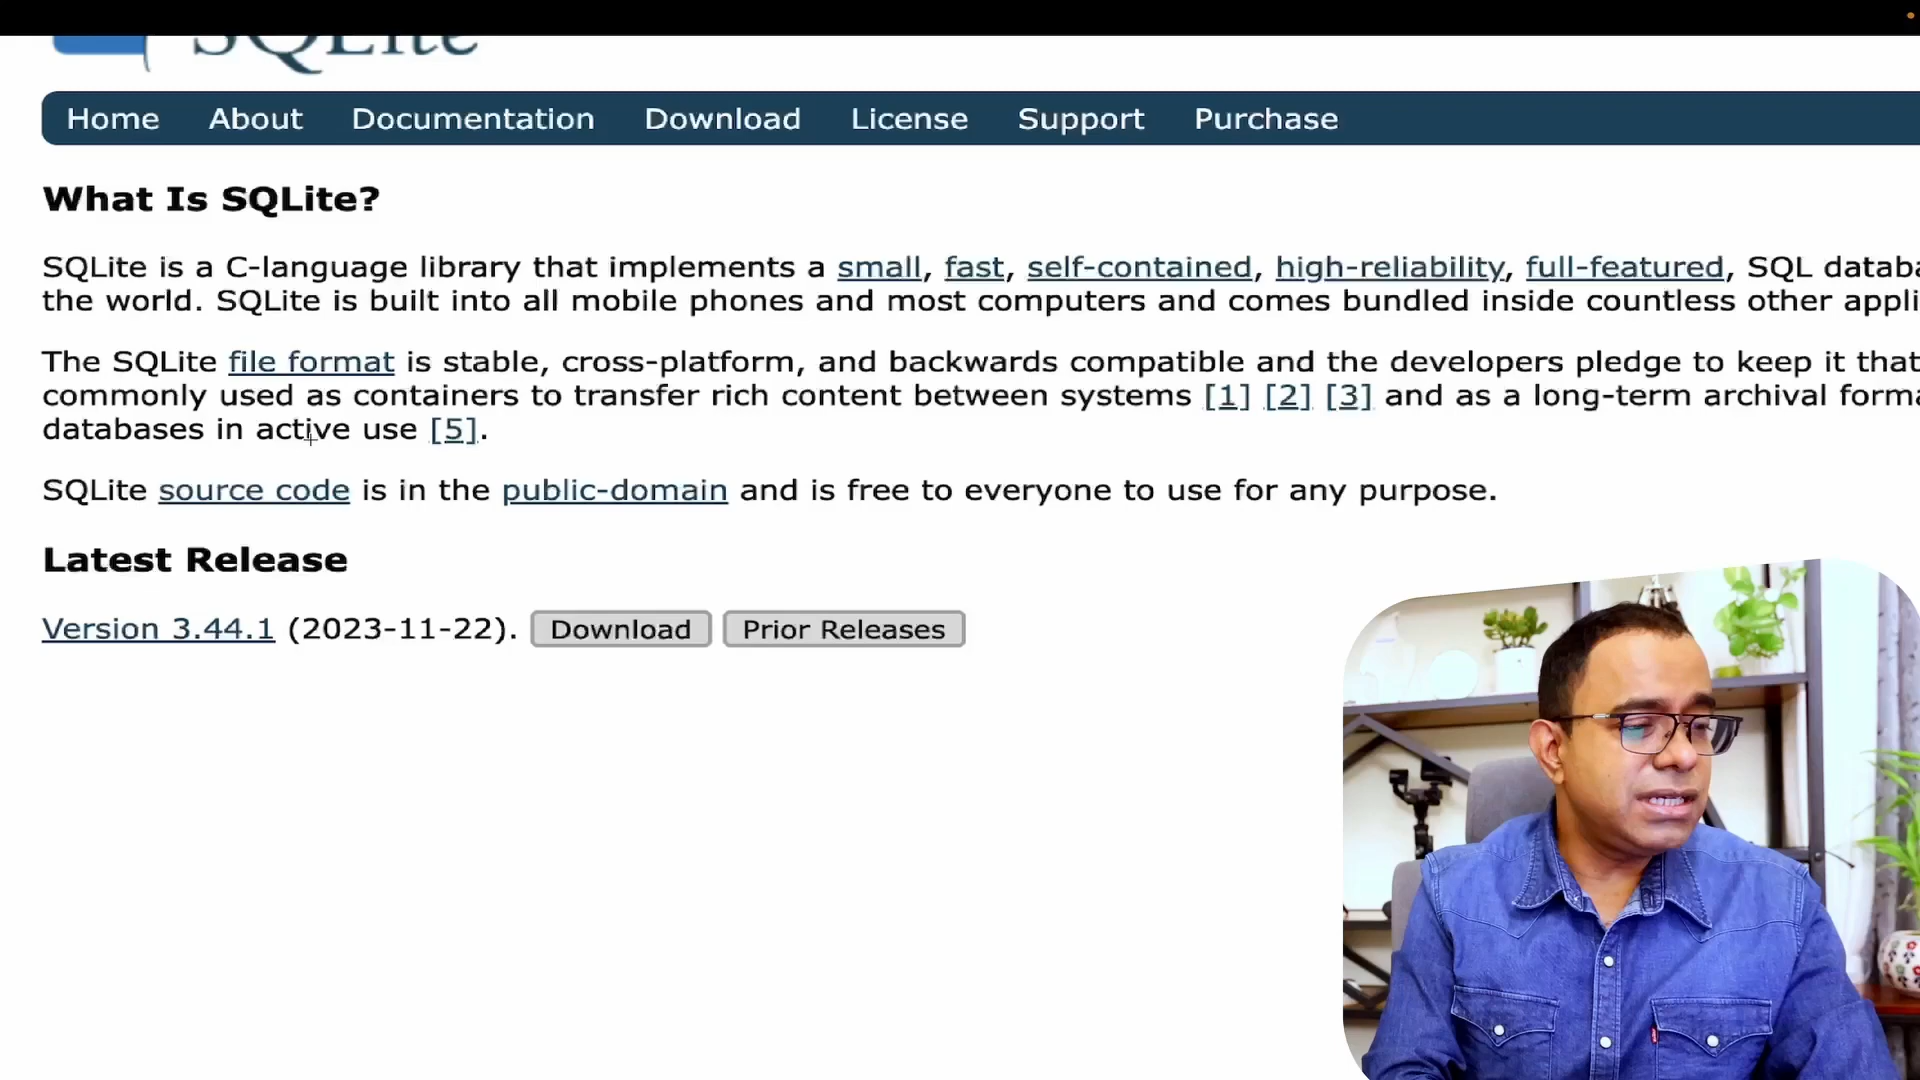 SQLite
Home About Documentation Download License Support Purchase
What Is SQLite?
SQLite is a C-language library that implements a small, fast, self-contained, high-reliability, full-featured, SQL
the world. SQLite is built into all mobile phones and most computers and comes bundled inside countless other
The SQLite file format is stable, cross-platform, and backwards compatible and the developers pledge to keep it that
commonly used as containers to transfer rich content between systems [1] [2] [3] and as a long-term archival
databases in active use [5].
SQLite source code is in the public-domain and is free to everyone to use for any purpose.
Latest Release
Version 3.44.1 (2023-11-22). Download Prior Releases